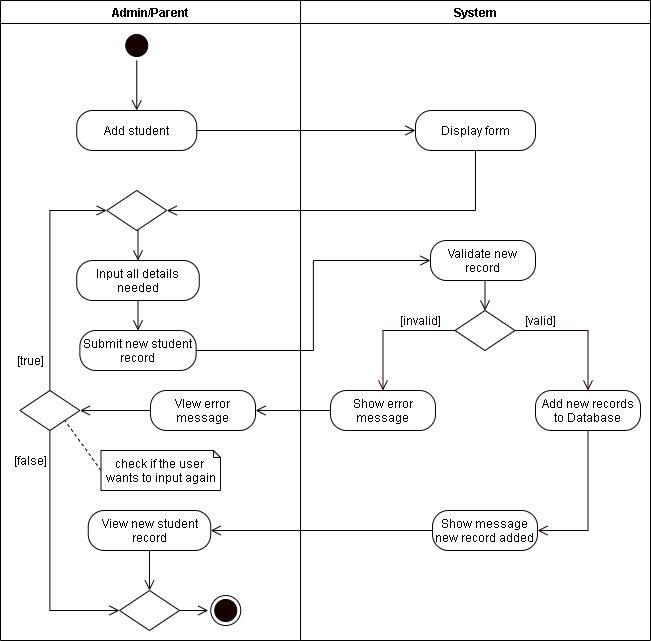 Admin/Parent
System
Add student
Display form
Validate new
record
Input all details
needed
[invalid]
[valid]
Submit new student
record
[true]
View error
message
Show error
message
Add new records
to Database
[false]
check if the user
wants to input again
View new student
record
Show message
new record added